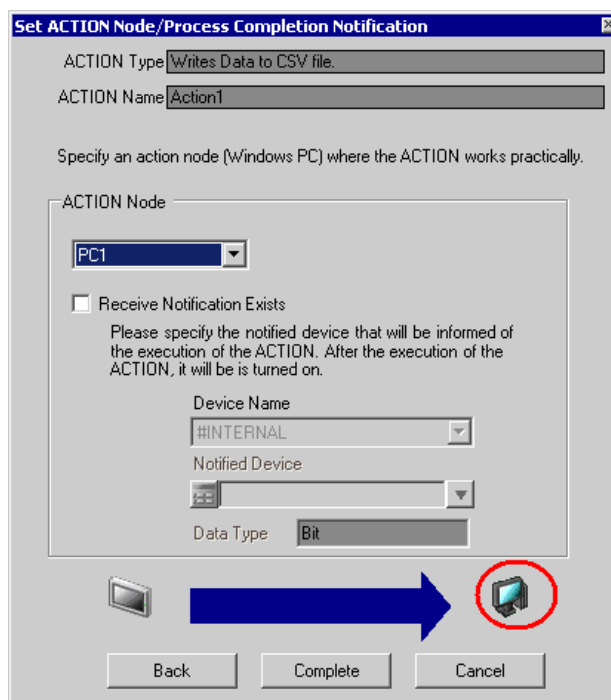 Set ACTION Node/Process Completion Notification
ACTION Type Writes Data to CSV file.
ACTION Name Action1
Specify an action node (Windows PC) where the ACTION works practically.
ACTION Node
PC1
Receive Notification Exists
Please specify the notified device that will be informed of
the execution of the ACTION. After the execution of the
ACTION, it will be is turned on.
Device Name
#INTERNAL
Notified Device
Data Type Bit
Back Complete Cancel